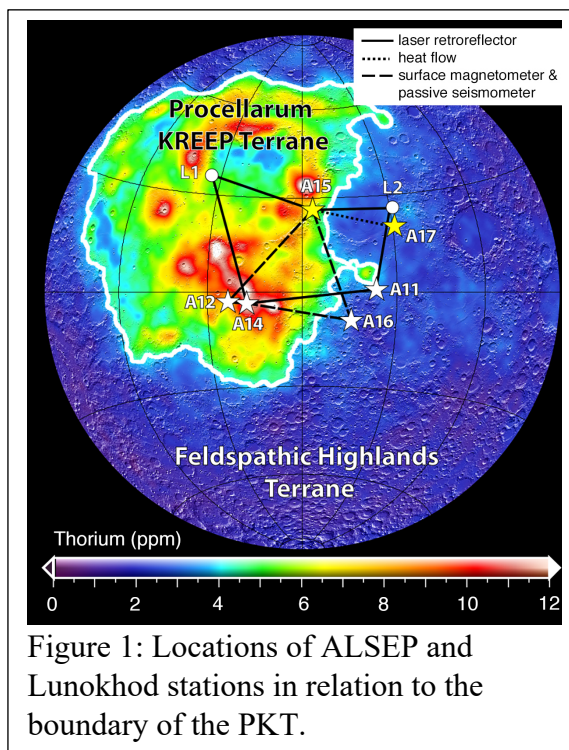 laser retroreflector
heat flow
surface magnetometer &
passive seismometer
Procellarum
KREEP Terrane
L1
A15
L2
A17
A11
A12
A14
A16
Feldspathic Highlands
Terrane
Thorium (ppm)
0 2 4 6 8 10 12
Figure 1: Locations of ALSEP and
Lunokhod stations in relation to the
boundary of the PKT.